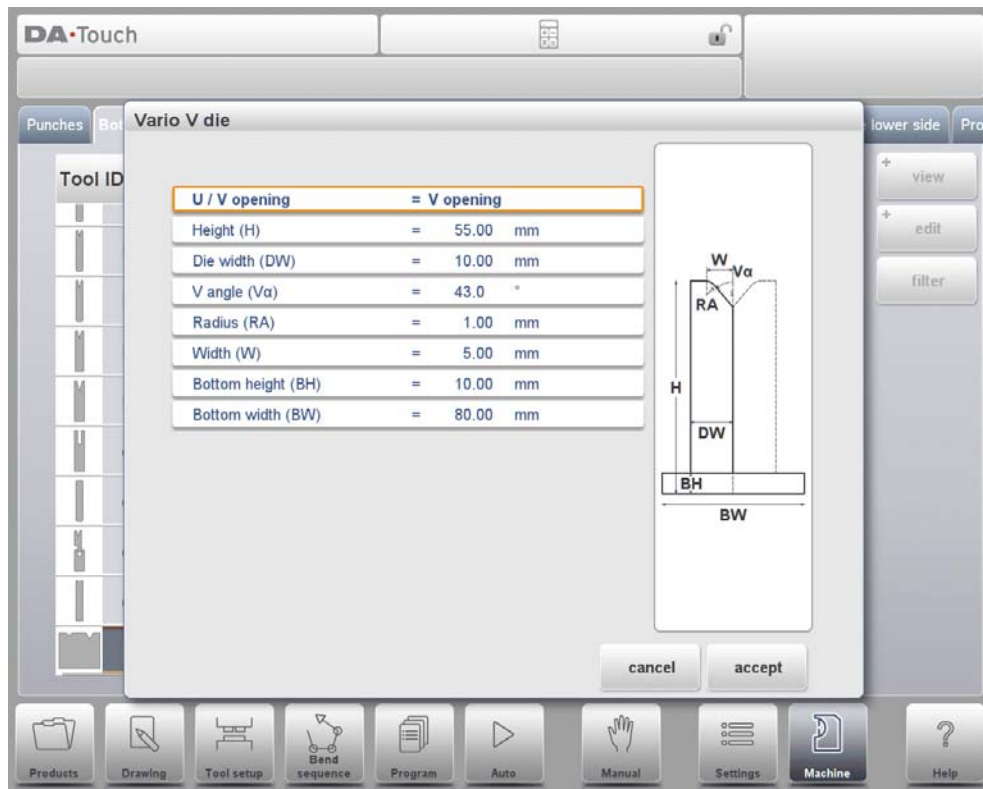 DA·Touch
Punches Bot lower side Pro
Vario V die
Tool ID
U / V opening = V opening
Height (H) = 55.00 mm
Die width (DW) = 10.00 mm
V angle (Vα) = 43.0 °
Radius (RA) = 1.00 mm
Width (W) = 5.00 mm
Bottom height (BH) = 10.00 mm
Bottom width (BW) = 80.00 mm
W
Vα
RA
H
DW
BH
BW
+ view
+ edit
filter
cancel accept
Products Drawing Tool setup Bend sequence Program Auto Manual Settings Machine ? Help